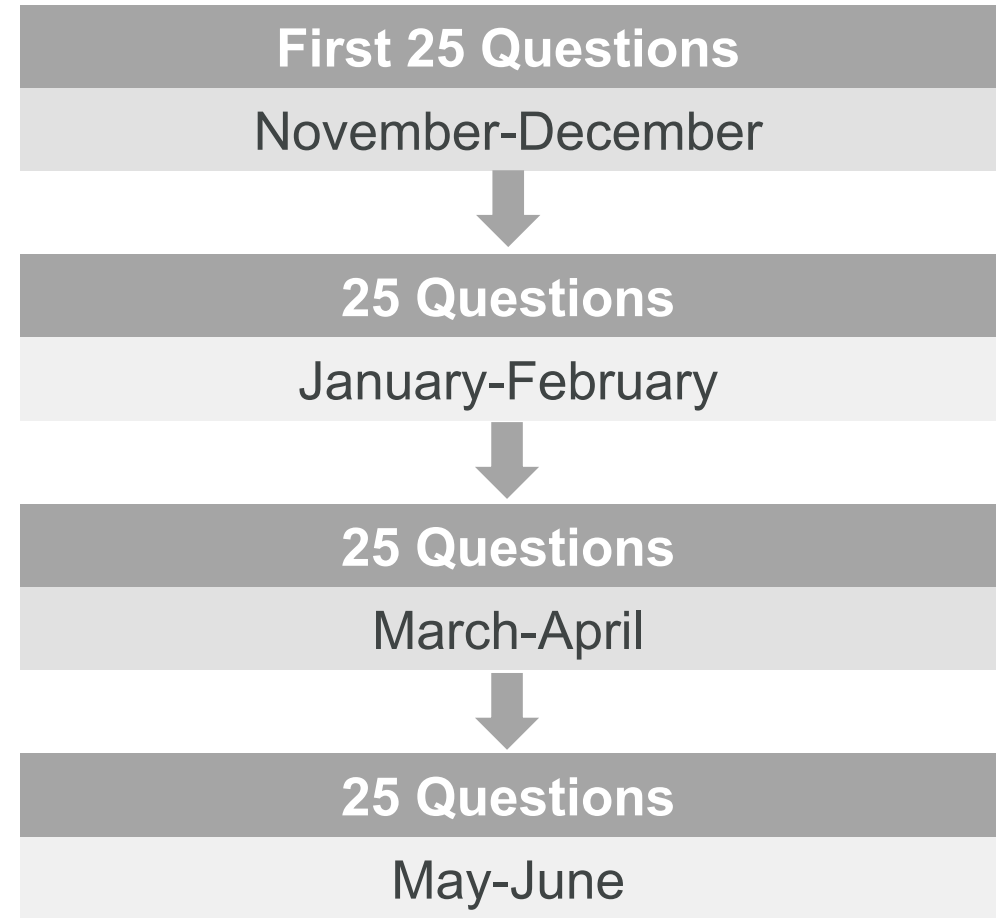 First 25 Questions
November-December
25 Questions
January-February
25 Questions
March-April
25 Questions
May-June